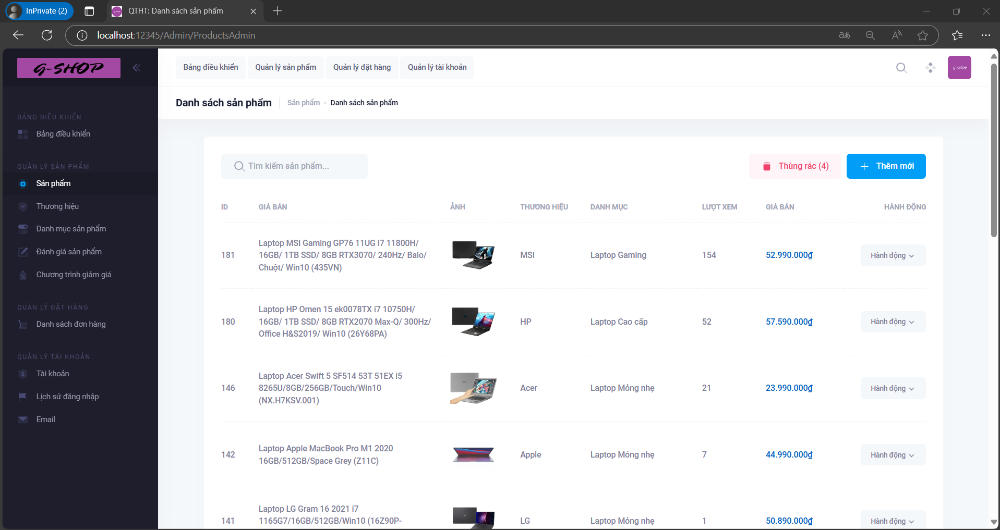 InPrivate (2)
QTHT: Danh sách sản phẩm
localhost:12345/Admin/ProductsAdmin
G-SHOP
Bảng điều khiển
Quản lý sản phẩm
Quản lý đặt hàng
Quản lý tài khoản
G-SHOP
Danh sách sản phẩm
Sản phẩm - Danh sách sản phẩm
BẢNG ĐIỀU KHIỂN
Bảng điều khiển
QUẢN LÝ SẢN PHẨM
Sản phẩm
Thương hiệu
Danh mục sản phẩm
Đánh giá sản phẩm
Chương trình giảm giá
QUẢN LÝ ĐẶT HÀNG
Danh sách đơn hàng
QUẢN LÝ TÀI KHOẢN
Tài khoản
Lịch sử đăng nhập
Email
Tìm kiếm sản phẩm...
Thùng rác (4)
Thêm mới
ID GIÁ BÁN ẢNH THƯƠNG HIỆU DANH MỤC LƯỢT XEM GIÁ BÁN HÀNH ĐỘNG
Laptop MSI Gaming GP76 11UG i7 11800H/
181 16GB/ 1TB SSD/ 8GB RTX3070/ 240Hz/ Balo/ MSI Laptop Gaming 154 52.990.000₫ Hành động
Chuột/ Win10 (435VN)
Laptop HP Omen 15 ek0078TX i7 10750H/
180 16GB/ 1TB SSD/ 8GB RTX2070 Max-Q/ 300Hz/ HP Laptop Cao cấp 52 57.590.000₫ Hành động
Office H&S2019/ Win10 (26Y68PA)
Laptop Acer Swift 5 SF514 53T 51EX i5
146 8265U/8GB/256GB/Touch/Win10 Acer Laptop Mỏng nhẹ 21 23.990.000₫ Hành động
(NX.H7KSV.001)
Laptop Apple MacBook Pro M1 2020
142 Apple Laptop Mỏng nhẹ 7 44.990.000₫ Hành động
16GB/512GB/Space Grey (Z11C)
Laptop LG Gram 16 2021 i7
141 1165G7/16GB/512GB/Win10 (16Z90P- LG Laptop Mỏng nhẹ 1 50.890.000₫ Hành động